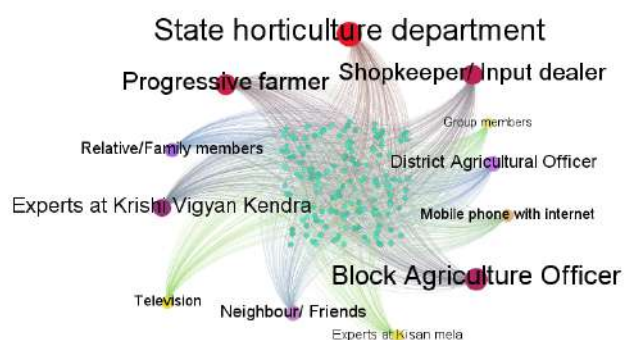 State horticulture department
Progressive farmer
Shopkeeper/ Input dealer
Group members
Relative/Family members
District Agricultural Officer
Experts at Krishi Vigyan Kendra
Mobile phone with internet
Block Agriculture Officer
Television
Neighbour/ Friends
Experts at Kisan mela